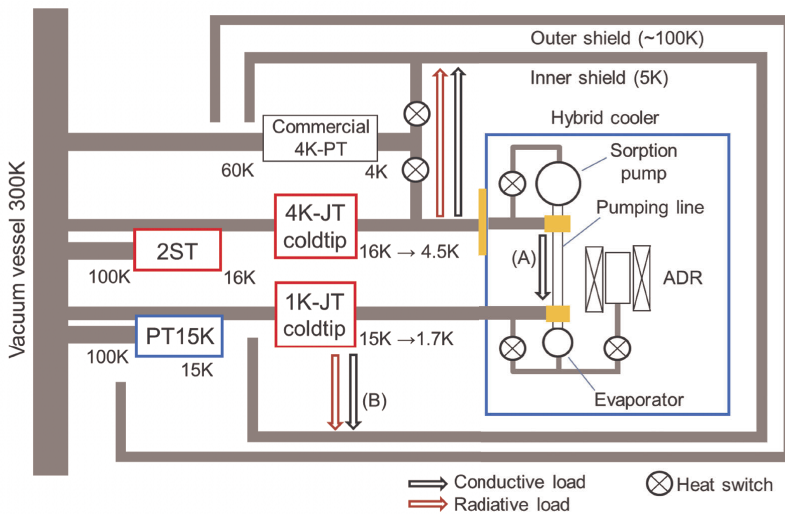 Outer shield (~100K)
Inner shield (5K)
Commercial
4K-PT
60K
4K
Hybrid cooler
Sorption
pump
Pumping line
Vacuum vessel 300K
4K-JT
coldtip
16K → 4.5K
2ST
100K
16K
(A)
ADR
1K-JT
coldtip
15K →1.7K
PT15K
100K
15K
(B)
Evaporator
Conductive load
Radiative load
Heat switch